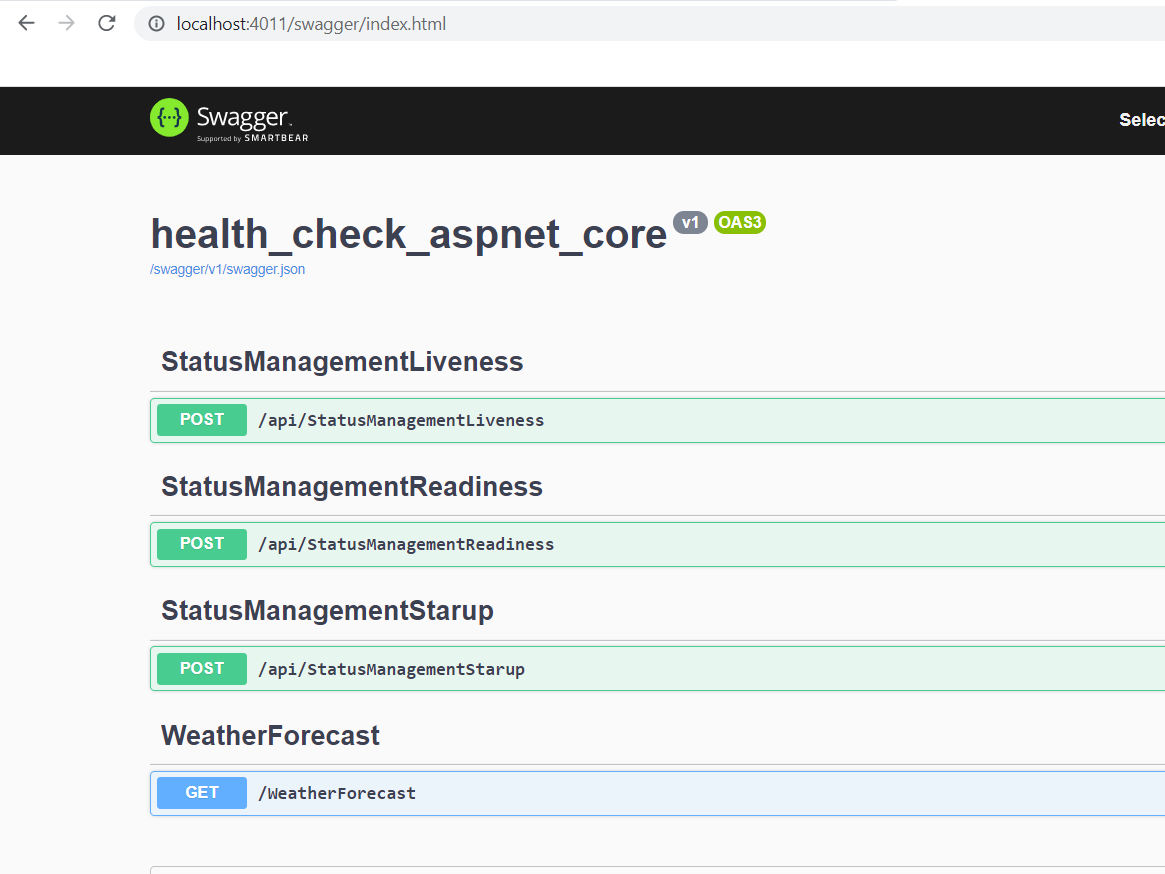 localhost:4011/swagger/index.html
{···} Swagger™
Supported by SMARTBEAR
Selec
health_check_aspnet_core v1 OAS3
/swagger/v1/swagger.json
StatusManagementLiveness
POST /api/StatusManagementLiveness
StatusManagementReadiness
POST /api/StatusManagementReadiness
StatusManagementStarup
POST /api/StatusManagementStarup
WeatherForecast
GET /WeatherForecast